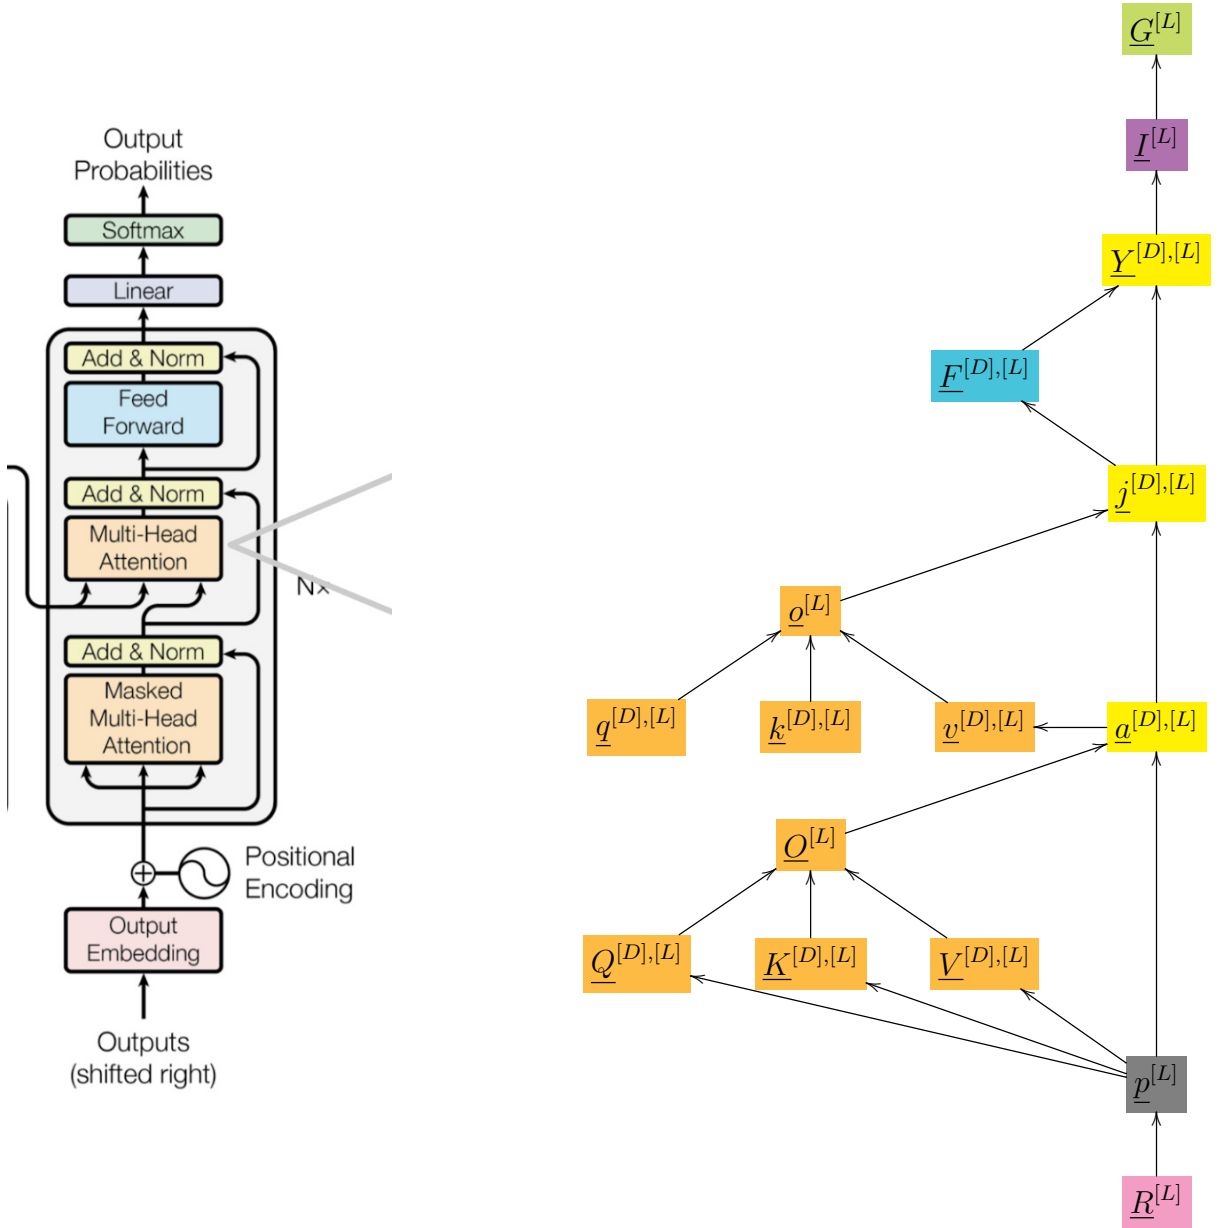 Output
Probabilities
Softmax
Linear
Add & Norm
Feed
Forward
Add & Norm
Multi-Head
Attention
N×
Add & Norm
Masked
Multi-Head
Attention
Positional
Encoding
Output
Embedding
Outputs
(shifted right)
G^[L]
I^[L]
Y^[D],[L]
F^[D],[L]
j^[D],[L]
o^[L]
q^[D],[L] k^[D],[L] v^[D],[L] a^[D],[L]
O^[L]
Q^[D],[L] K^[D],[L] V^[D],[L]
p^[L]
R^[L]